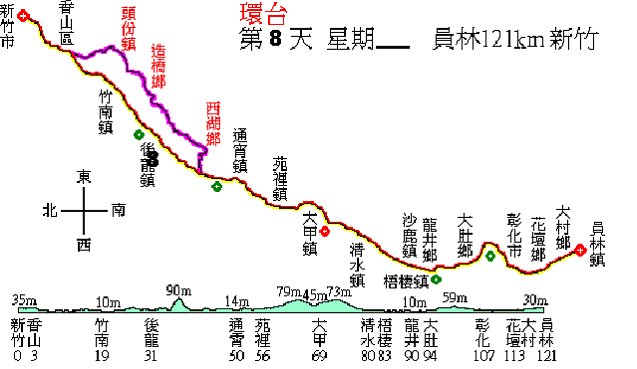 環台
第 8 天 星期 員林121km 新竹
新竹市
香山區
頭份鎮
造橋鄉
西湖鄉
竹南鎮
後龍鎮
8
通宵鎮
苑裡鎮
大甲鎮
清水鎮
沙鹿鎮
龍井鄉
梧棲鎮
大肚鄉
彰化市
花壇鄉
大村鄉
員林鎮
東
北 南
西
35m 10m 90m 14m 79m 45m 73m 10m 59m 30m
新竹 香山 竹南 後龍 通宵 苑裡 大甲 清水 梧棲 龍井 大肚 彰化 花壇 大村 員林
0 3 19 31 50 56 69 80 83 90 94 107 113 121